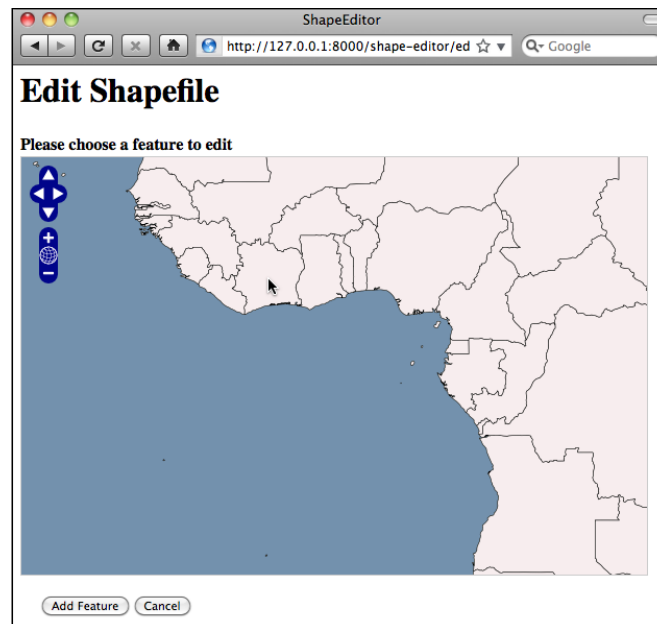 ShapeEditor
http://127.0.0.1:8000/shape-editor/ed
Google
Edit Shapefile
Please choose a feature to edit
Add Feature
Cancel